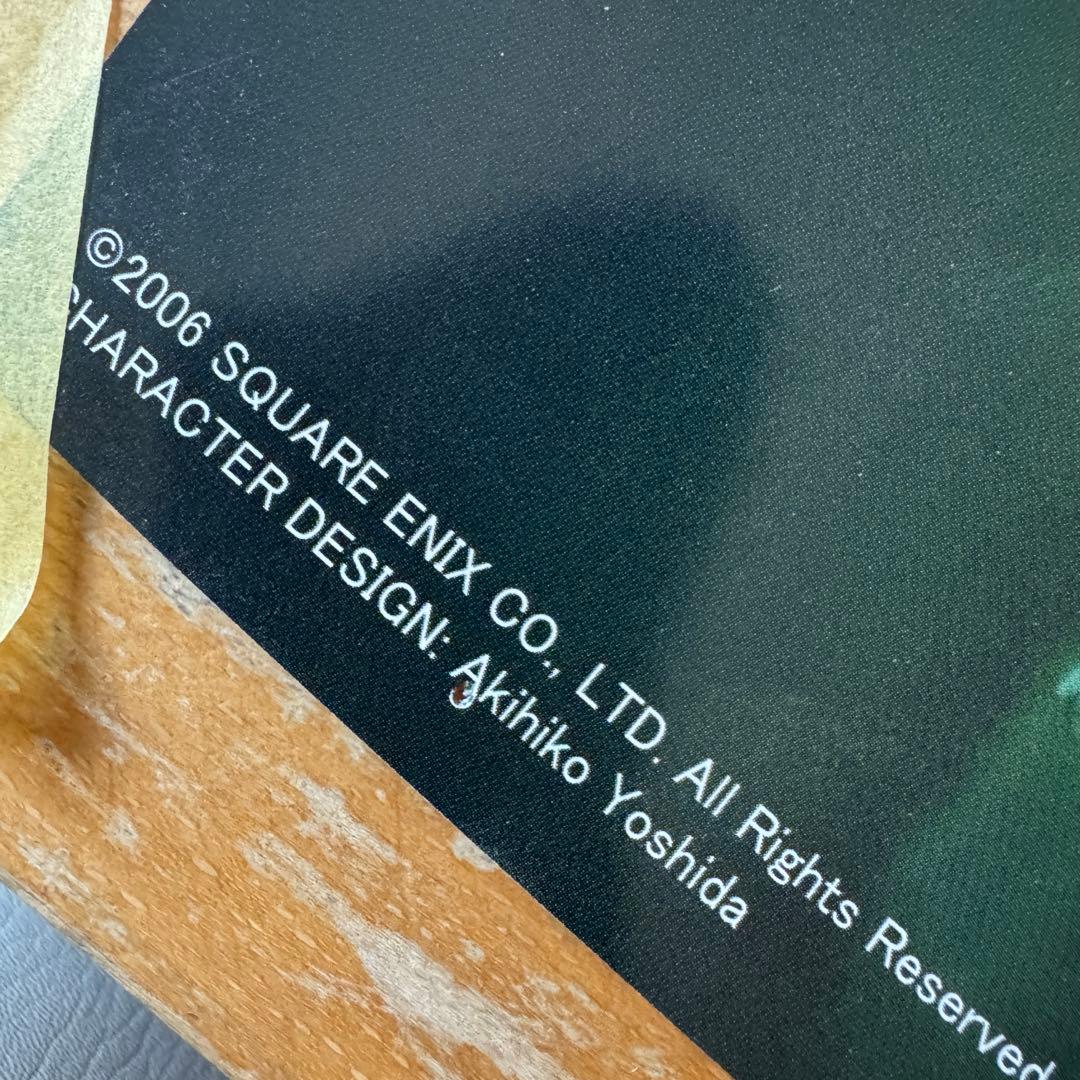 ©2006 SQUARE ENIX CO., LTD. All Rights Reserved
CHARACTER DESIGN: Akihiko Yoshida